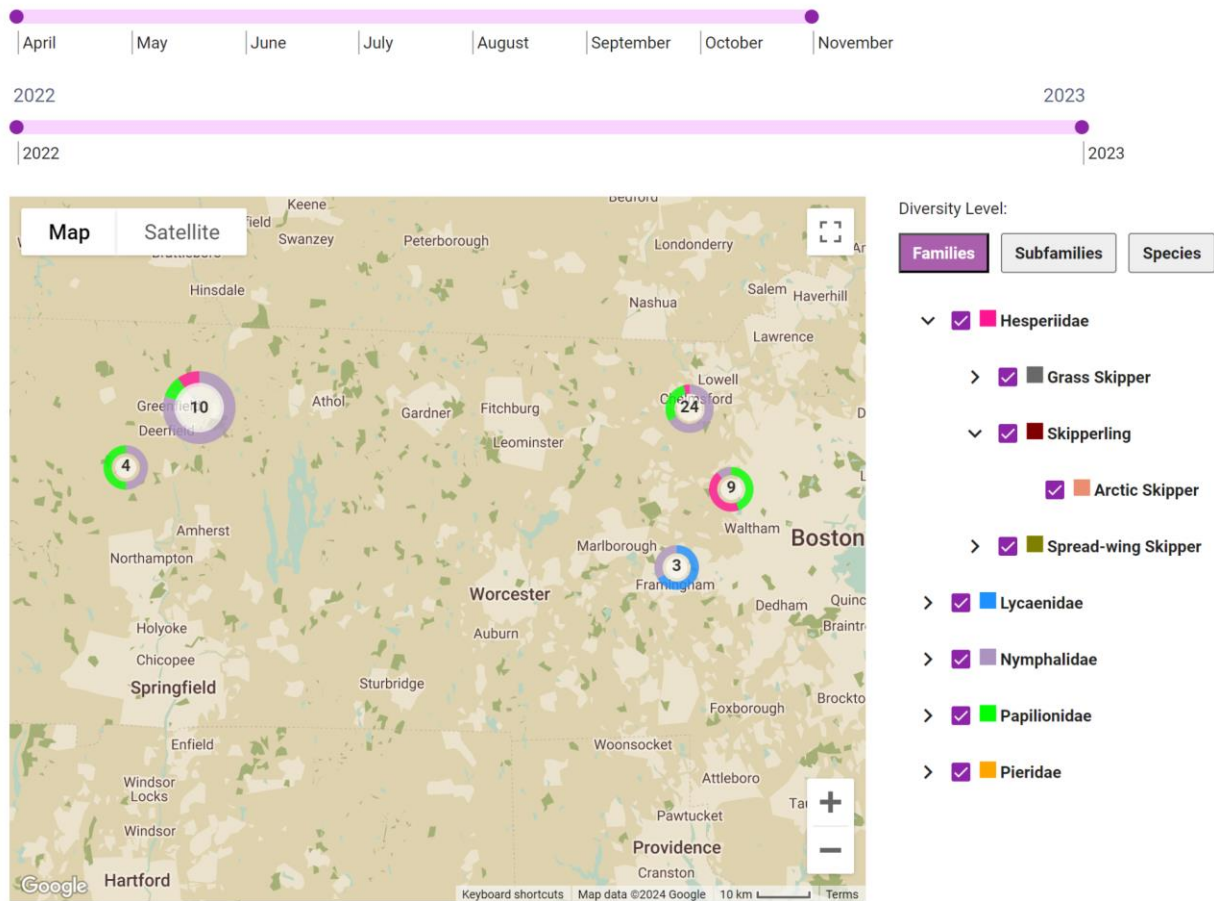 April May June July August September October November
2022 2023
2022 2023
Map Satellite
Keene
Swanzey
Peterborough
Londonderry
Hinsdale
Nashua
Salem
Haverhill
Lawrence
Lowell
10
Athol
Gardner
Fitchburg
24
Deerfield
Leominster
4
9
Amherst
Waltham
Northampton
Marlborough
Boston
3
Framingham
Worcester
Dedham
Holyoke
Auburn
Chicopee
Springfield
Sturbridge
Foxborough
Enfield
Woonsocket
Windsor
Locks
Attleboro
Windsor
Pawtucket
Providence
Cranston
Hartford
Google
Keyboard shortcuts Map data ©2024 Google 10 km Terms
Diversity Level:
Families Subfamilies Species
Hesperiidae
Grass Skipper
Skipperling
Arctic Skipper
Spread-wing Skipper
Lycaenidae
Nymphalidae
Papilionidae
Pieridae